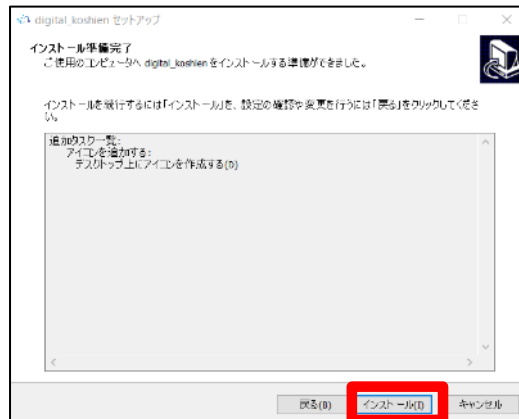 digital_koshien セットアップ
インストール準備完了
ご使用のコンピュータへ digital_koshien をインストールする準備ができました。
インストールを続行するには「インストール」を、設定の確認や変更を行うには「戻る」をクリックしてくださ
い。
追加タスク一覧:
アイコンを追加する:
デスクトップ上にアイコンを作成する(D)
戻る(B) インストール(I) キャンセル